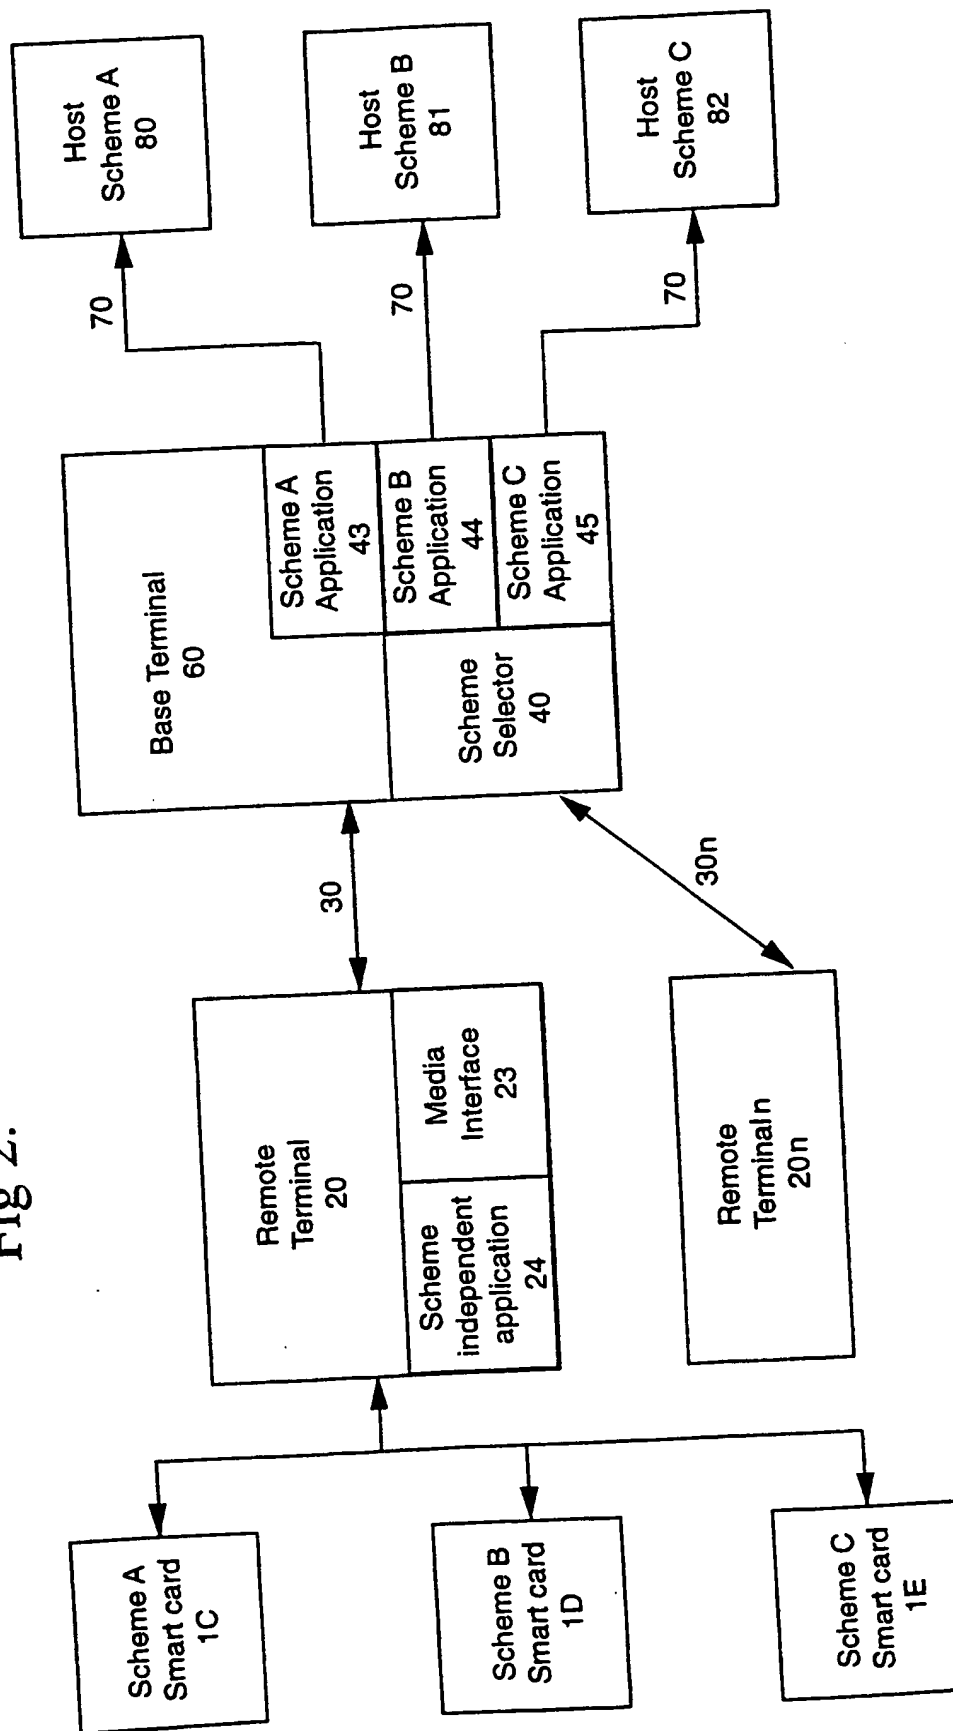 Fig 2.
Scheme A
Smart card
1C
Scheme B
Smart card
1D
Scheme C
Smart card
1E
Remote
Terminal
20
Scheme
independent
application
24
Media
Interface
23
Remote
Terminaln
20n
30
30n
Base Terminal
60
Scheme
Selector
40
Scheme A
Application
43
Scheme B
Application
44
Scheme C
Application
45
70
70
70
Host
Scheme A
80
Host
Scheme B
81
Host
Scheme C
82